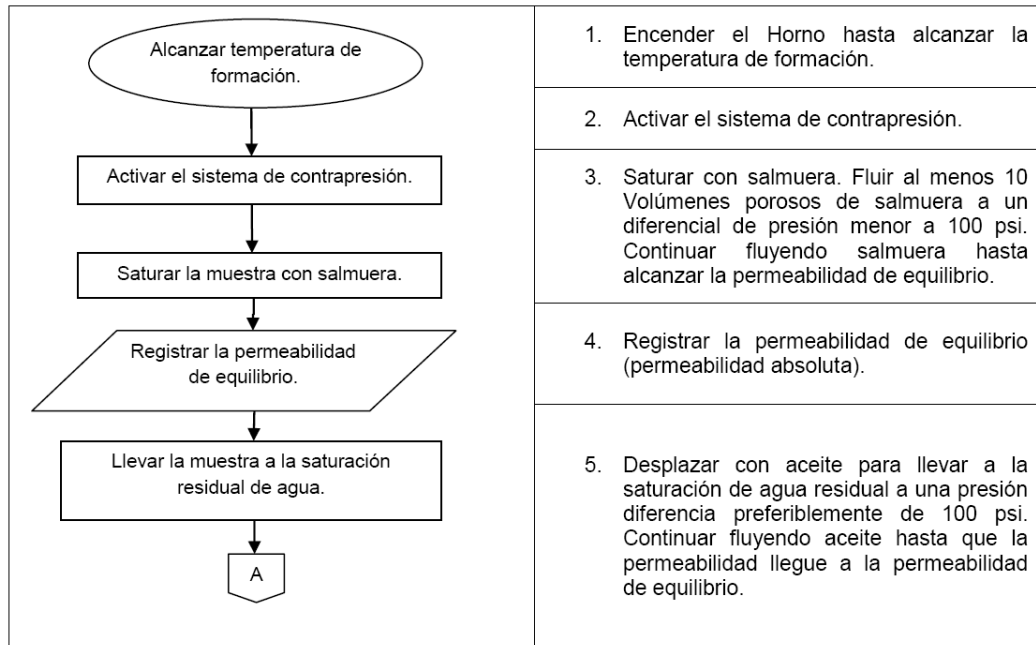 Alcanzar temperatura de
formación.
Activar el sistema de contrapresión.
Saturar la muestra con salmuera.
Registrar la permeabilidad
de equilibrio.
Llevar la muestra a la saturación
residual de agua.
A
1. Encender el Horno hasta alcanzar la
temperatura de formación.
2. Activar el sistema de contrapresión.
3. Saturar con salmuera. Fluir al menos 10
Volúmenes porosos de salmuera a un
diferencial de presión menor a 100 psi.
Continuar fluyendo salmuera hasta
alcanzar la permeabilidad de equilibrio.
4. Registrar la permeabilidad de equilibrio
(permeabilidad absoluta).
5. Desplazar con aceite para llevar a la
saturación de agua residual a una presión
diferencia preferiblemente de 100 psi.
Continuar fluyendo aceite hasta que la
permeabilidad llegue a la permeabilidad
de equilibrio.